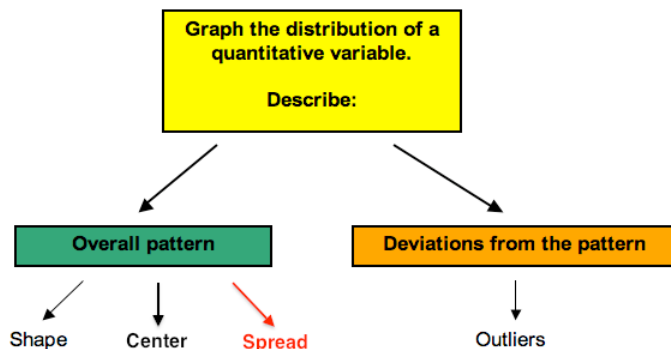 Graph the distribution of a
quantitative variable.
Describe:
Overall pattern
Deviations from the pattern
Shape
Center
Spread
Outliers